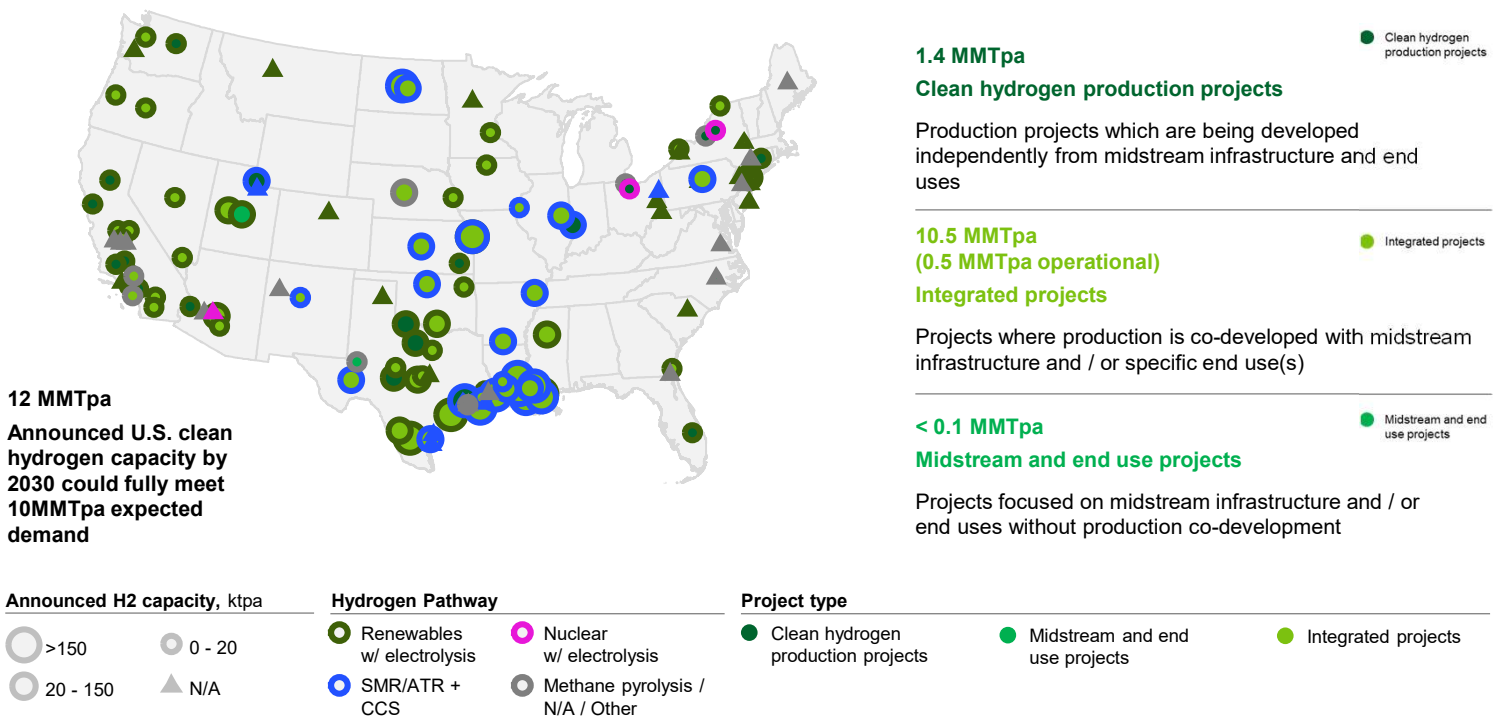 12 MMTpa
Announced U.S. clean
hydrogen capacity by
2030 could fully meet
10MMTpa expected
demand
1.4 MMTpa
Clean hydrogen production projects
Clean hydrogen
production projects
Production projects which are being developed
independently from midstream infrastructure and end
uses
10.5 MMTpa
(0.5 MMTpa operational)
Integrated projects
Integrated projects
Projects where production is co-developed with midstream
infrastructure and / or specific end use(s)
< 0.1 MMTpa
Midstream and end use projects
Midstream and end
use projects
Projects focused on midstream infrastructure and / or
end uses without production co-development
Announced H2 capacity, ktpa
>150
0 - 20
20 - 150
N/A
Hydrogen Pathway
Renewables
w/ electrolysis
Nuclear
w/ electrolysis
SMR/ATR +
CCS
Methane pyrolysis /
N/A / Other
Project type
Clean hydrogen
production projects
Midstream and end
use projects
Integrated projects